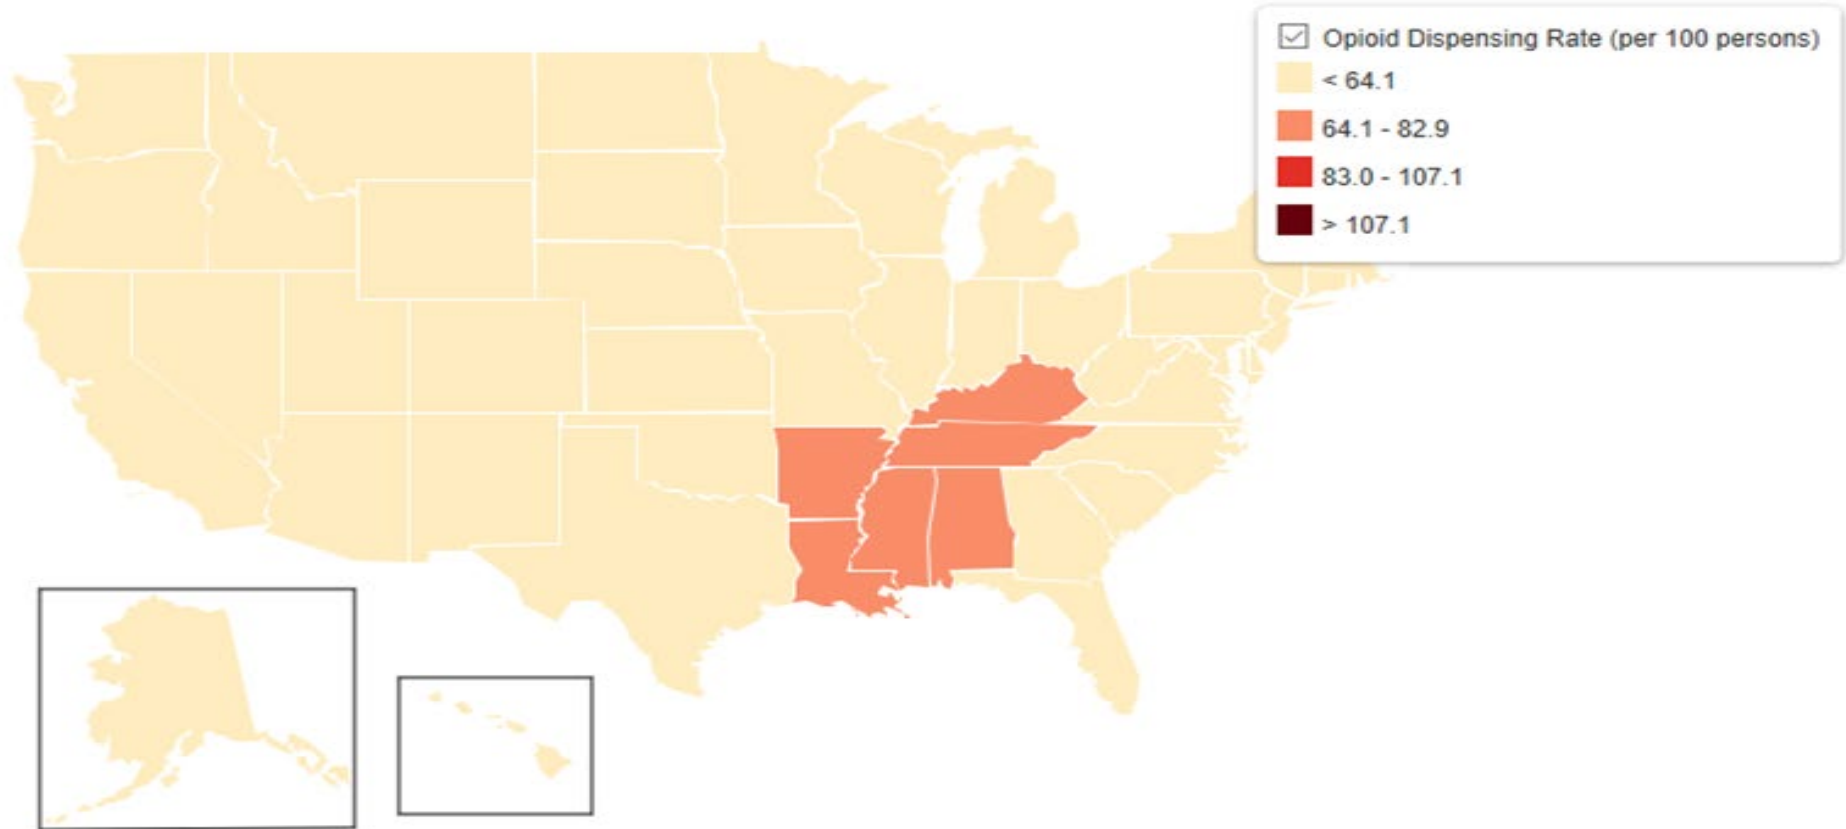 Opioid Dispensing Rate (per 100 persons)
< 64.1
64.1 - 82.9
83.0 - 107.1
> 107.1